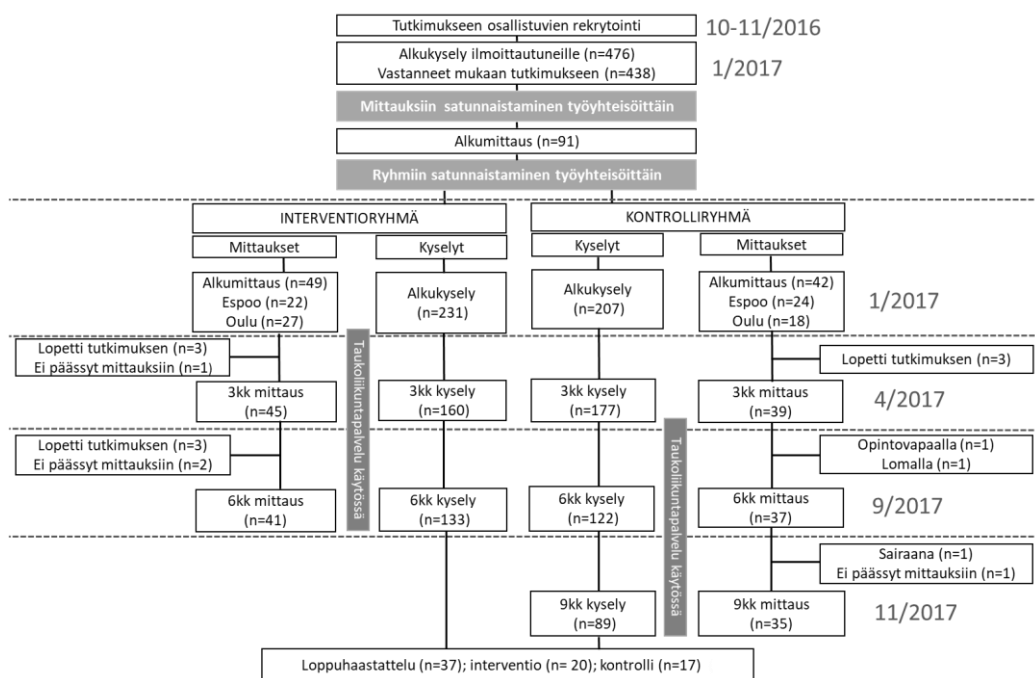 Tutkimukseen osallistuvien rekrytointi
10-11/2016
Alkukysely ilmoittautuneille (n=476)
Vastanneet mukaan tutkimukseen (n=438)
1/2017
Mittauksiin satunnaistaminen työyhteisöittäin
Alkumittaus (n=91)
Ryhmiin satunnaistaminen työyhteisöittäin
INTERVENTIORYHMÄ
KONTROLLIRYHMÄ
Mittaukset
Kyselyt
Kyselyt
Mittaukset
Alkumittaus (n=49)
Espoo (n=22)
Oulu (n=27)
Alkukysely
(n=231)
Alkukysely
(n=207)
Alkumittaus (n=42)
Espoo (n=24)
Oulu (n=18)
1/2017
Lopetti tutkimuksen (n=3)
Ei päässyt mittauksiin (n=1)
Taukoliikuntapalvelu käytössä
Lopetti tutkimuksen (n=3)
3kk mittaus
(n=45)
3kk kysely
(n=160)
3kk kysely
(n=177)
3kk mittaus
(n=39)
4/2017
Lopetti tutkimuksen (n=3)
Ei päässyt mittauksiin (n=2)
Taukoliikuntapalvelu käytössä
Opintovapaalla (n=1)
Lomalla (n=1)
6kk mittaus
(n=41)
6kk kysely
(n=133)
6kk kysely
(n=122)
6kk mittaus
(n=37)
9/2017
Sairaana (n=1)
Ei päässyt mittauksiin (n=1)
9kk kysely
(n=89)
9kk mittaus
(n=35)
11/2017
Loppuhaastattelu (n=37); interventio (n= 20); kontrolli (n=17)